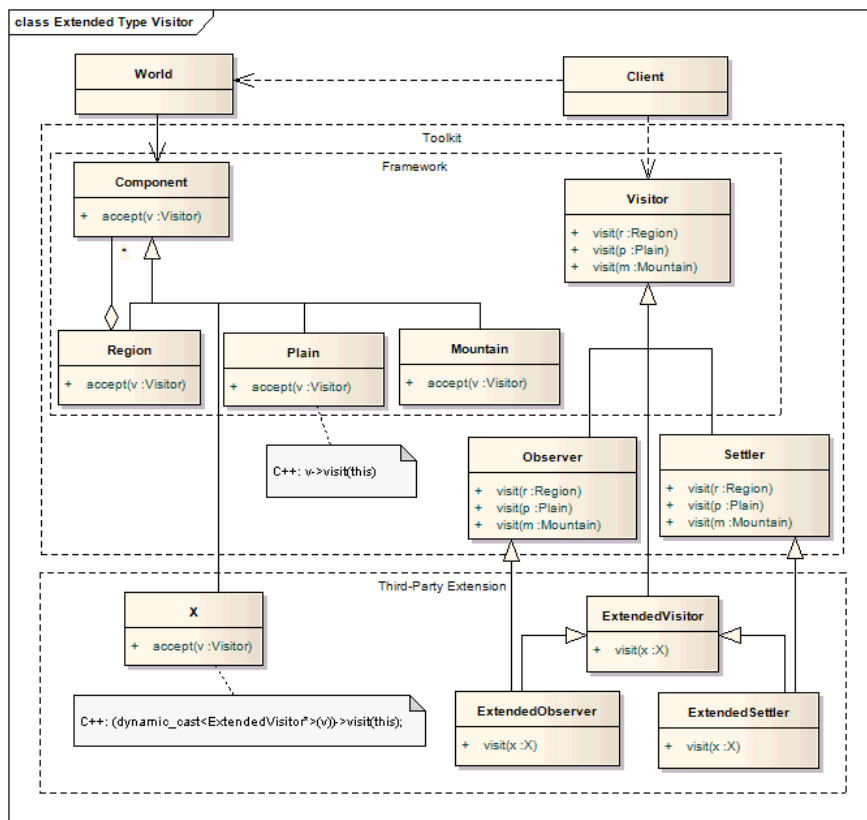 class Extended Type Visitor
World
Client
Toolkit
Framework
Component
+ accept(v :Visitor)
*
Visitor
+ visit(r :Region)
+ visit(p :Plain)
+ visit(m :Mountain)
Region
+ accept(v :Visitor)
Plain
+ accept(v :Visitor)
Mountain
+ accept(v :Visitor)
C++: v->visit(this)
Observer
+ visit(r :Region)
+ visit(p :Plain)
+ visit(m :Mountain)
Settler
+ visit(r :Region)
+ visit(p :Plain)
+ visit(m :Mountain)
Third-Party Extension
X
+ accept(v :Visitor)
ExtendedVisitor
+ visit(x :X)
C++: (dynamic_cast<ExtendedVisitor*>(v))->visit(this);
ExtendedObserver
+ visit(x :X)
ExtendedSettler
+ visit(x :X)